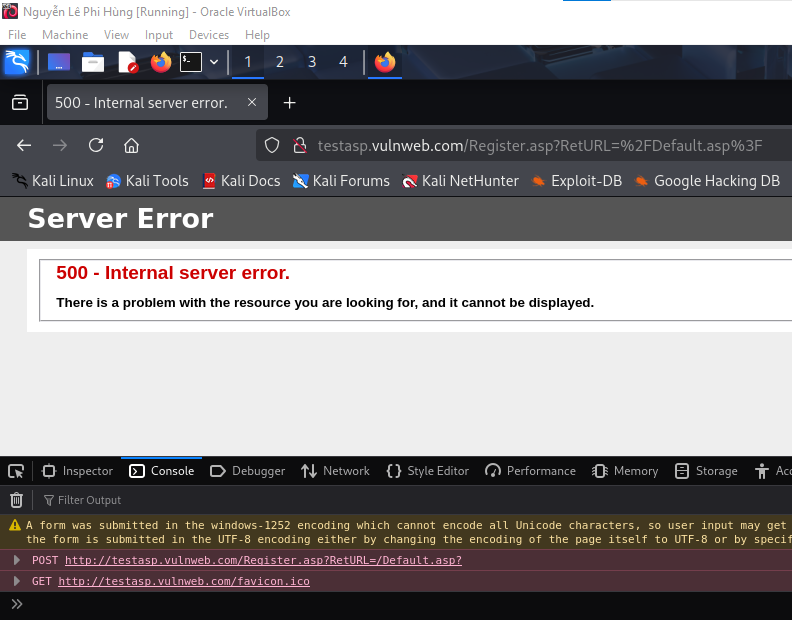 Nguyễn Lê Phi Hùng [Running] - Oracle VirtualBox
File Machine View Input Devices Help
1 2 3 4
500 - Internal server error.
testasp.vulnweb.com/Register.asp?RetURL=%2FDefault.asp%3F
Kali Linux Kali Tools Kali Docs Kali Forums Kali NetHunter Exploit-DB Google Hacking DB
Server Error
500 - Internal server error.
There is a problem with the resource you are looking for, and it cannot be displayed.
Inspector Console Debugger Network Style Editor Performance Memory Storage Acc
Filter Output
A form was submitted in the windows-1252 encoding which cannot encode all Unicode characters, so user input may get
the form is submitted in the UTF-8 encoding either by changing the encoding of the page itself to UTF-8 or by specif
POST http://testasp.vulnweb.com/Register.asp?RetURL=/Default.asp?
GET http://testasp.vulnweb.com/favicon.ico